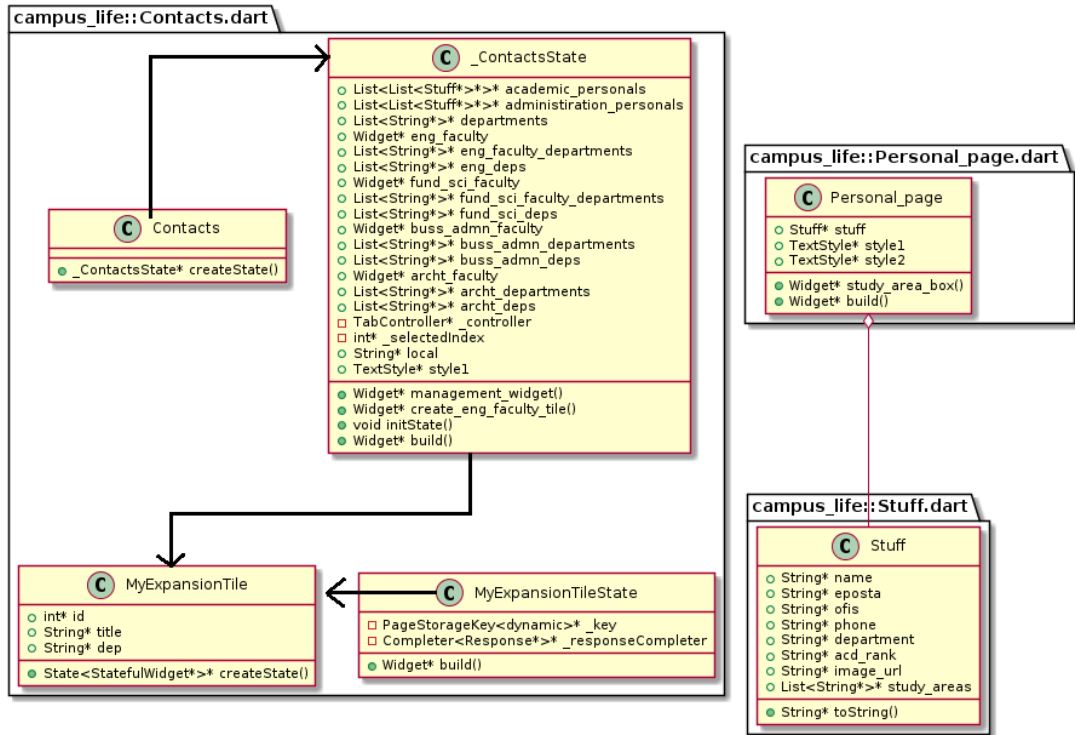 campus_life::Contacts.dart
C _ContactsState
List<List<Stuff*>*>* academic_personals
List<List<Stuff*>*>* administiration_personals
List<String*>* departments
Widget* eng_faculty
List<String*>* eng_faculty_departments
List<String*>* eng_deps
Widget* fund_sci_faculty
List<String*>* fund_sci_faculty_departments
List<String*>* fund_sci_deps
Widget* buss_admn_faculty
List<String*>* buss_admn_departments
List<String*>* buss_admn_deps
Widget* archt_faculty
List<String*>* archt_departments
List<String*>* archt_deps
TabController* _controller
int* _selectedIndex
String* local
TextStyle* style1
Widget* management_widget()
Widget* create_eng_faculty_tile()
void initState()
Widget* build()
C Contacts
_ContactsState* createState()
C MyExpansionTile
int* id
String* title
String* dep
State<StatefulWidget*>* createState()
C MyExpansionTileState
PageStorageKey<dynamic>* _key
Completer<Response*>* _responseCompleter
Widget* build()
campus_life::Personal_page.dart
C Personal_page
Stuff* stuff
TextStyle* style1
TextStyle* style2
Widget* study_area_box()
Widget* build()
campus_life::Stuff.dart
C Stuff
String* name
String* eposta
String* ofis
String* phone
String* department
String* acd_rank
String* image_url
List<String*>* study_areas
String* toString()